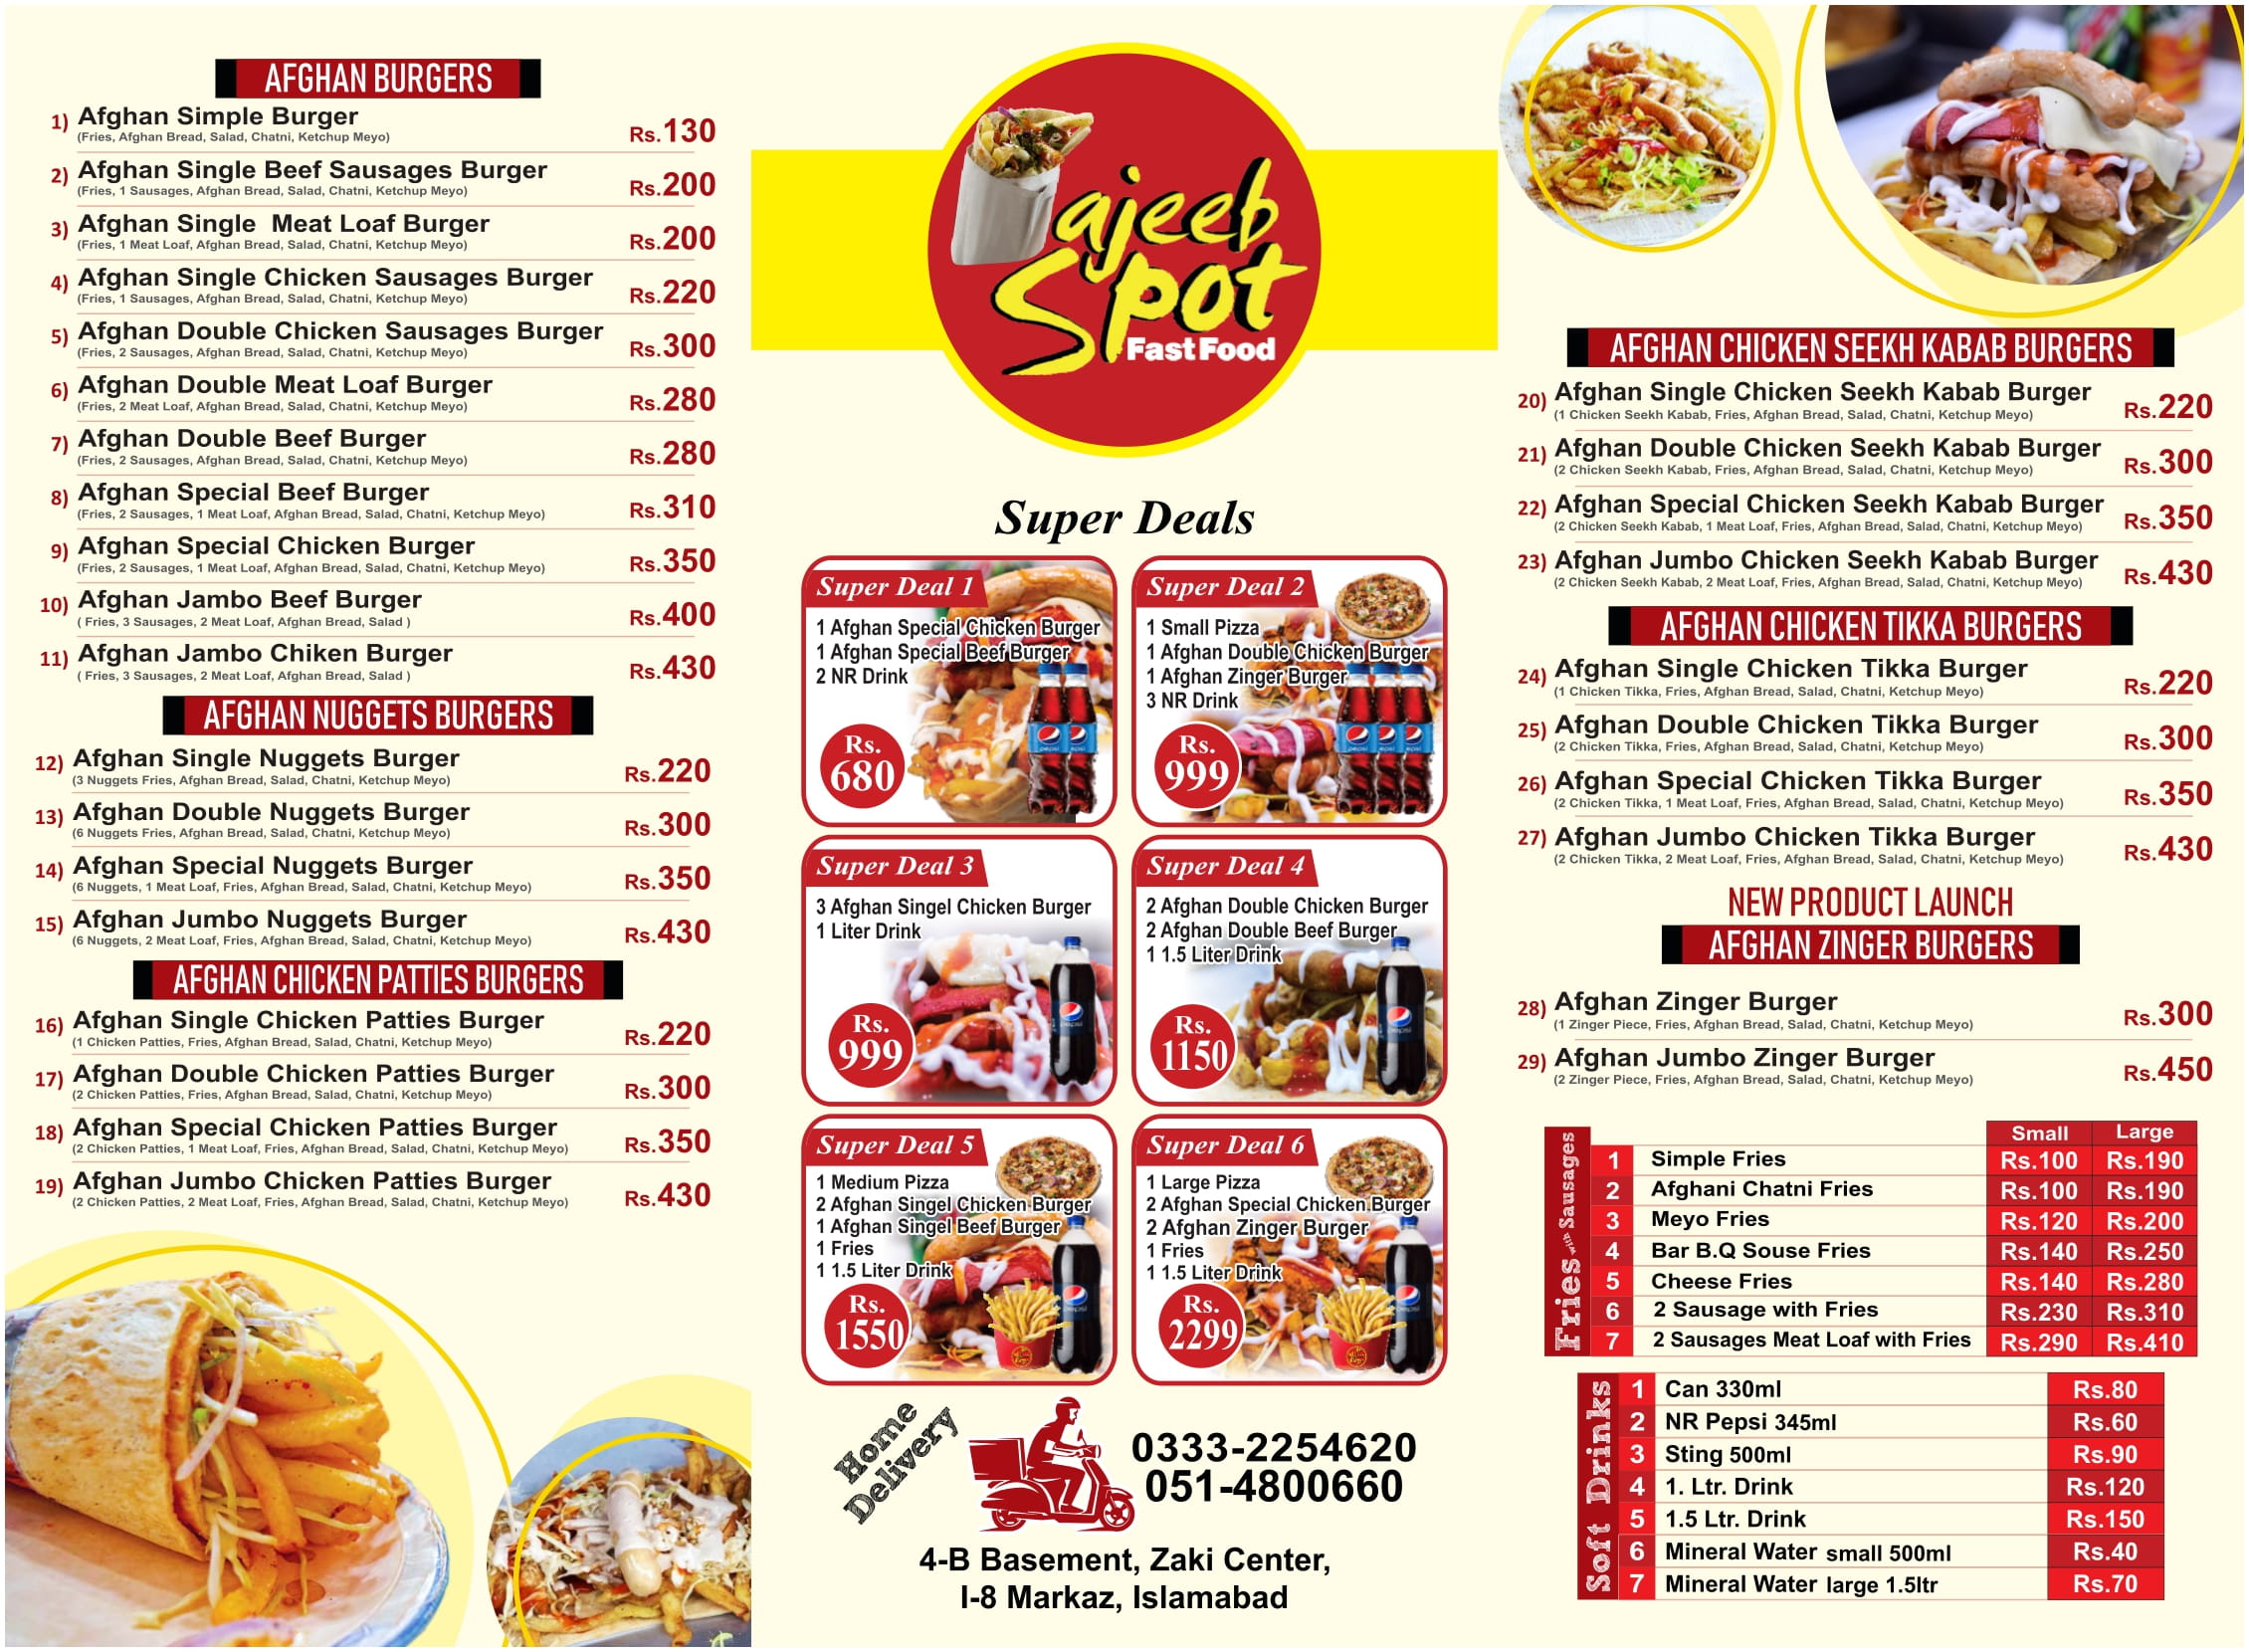 AFGHAN BURGERS
1) Afghan Simple Burger Rs.130
(Fries, Afghan Bread, Salad, Chatni, Ketchup Meyo)
2) Afghan Single Beef Sausages Burger Rs.200
(Fries, 1 Sausages, Afghan Bread, Salad, Chatni, Ketchup Meyo)
3) Afghan Single Meat Loaf Burger Rs.200
(Fries, 1 Meat Loaf, Afghan Bread, Salad, Chatni, Ketchup Meyo)
4) Afghan Single Chicken Sausages Burger Rs.220
(Fries, 1 Sausages, Afghan Bread, Salad, Chatni, Ketchup Meyo)
5) Afghan Double Chicken Sausages Burger Rs.300
(Fries, 2 Sausages, Afghan Bread, Salad, Chatni, Ketchup Meyo)
6) Afghan Double Meat Loaf Burger Rs.280
(Fries, 2 Meat Loaf, Afghan Bread, Salad, Chatni, Ketchup Meyo)
7) Afghan Double Beef Burger Rs.280
(Fries, 2 Sausages, Afghan Bread, Salad, Chatni, Ketchup Meyo)
8) Afghan Special Beef Burger Rs.310
(Fries, 2 Sausages, 1 Meat Loaf, Afghan Bread, Salad, Chatni, Ketchup Meyo)
9) Afghan Special Chicken Burger Rs.350
(Fries, 2 Sausages, 1 Meat Loaf, Afghan Bread, Salad, Chatni, Ketchup Meyo)
10) Afghan Jambo Beef Burger Rs.400
( Fries, 3 Sausages, 2 Meat Loaf, Afghan Bread, Salad )
11) Afghan Jambo Chiken Burger Rs.430
( Fries, 3 Sausages, 2 Meat Loaf, Afghan Bread, Salad )
AFGHAN NUGGETS BURGERS
12) Afghan Single Nuggets Burger Rs.220
(3 Nuggets Fries, Afghan Bread, Salad, Chatni, Ketchup Meyo)
13) Afghan Double Nuggets Burger Rs.300
(6 Nuggets Fries, Afghan Bread, Salad, Chatni, Ketchup Meyo)
14) Afghan Special Nuggets Burger Rs.350
(6 Nuggets, 1 Meat Loaf, Fries, Afghan Bread, Salad, Chatni, Ketchup Meyo)
15) Afghan Jumbo Nuggets Burger Rs.430
(6 Nuggets, 2 Meat Loaf, Fries, Afghan Bread, Salad, Chatni, Ketchup Meyo)
AFGHAN CHICKEN PATTIES BURGERS
16) Afghan Single Chicken Patties Burger Rs.220
(1 Chicken Patties, Fries, Afghan Bread, Salad, Chatni, Ketchup Meyo)
17) Afghan Double Chicken Patties Burger Rs.300
(2 Chicken Patties, Fries, Afghan Bread, Salad, Chatni, Ketchup Meyo)
18) Afghan Special Chicken Patties Burger Rs.350
(2 Chicken Patties, 1 Meat Loaf, Fries, Afghan Bread, Salad, Chatni, Ketchup Meyo)
19) Afghan Jumbo Chicken Patties Burger Rs.430
(2 Chicken Patties, 2 Meat Loaf, Fries, Afghan Bread, Salad, Chatni, Ketchup Meyo)
ajeeb
Spot
Fast Food
Super Deals
Super Deal 1
1 Afghan Special Chicken Burger
1 Afghan Special Beef Burger
2 NR Drink
Rs.
680
Super Deal 2
1 Small Pizza
1 Afghan Double Chicken Burger
1 Afghan Zinger Burger
3 NR Drink
Rs.
999
Super Deal 3
3 Afghan Singel Chicken Burger
1 Liter Drink
Rs.
999
Super Deal 4
2 Afghan Double Chicken Burger
2 Afghan Double Beef Burger
1 1.5 Liter Drink
Rs.
1150
Super Deal 5
1 Medium Pizza
2 Afghan Singel Chicken Burger
1 Afghan Singel Beef Burger
1 Fries
1 1.5 Liter Drink
Rs.
1550
Super Deal 6
1 Large Pizza
2 Afghan Special Chicken Burger
2 Afghan Zinger Burger
1 Fries
1 1.5 Liter Drink
Rs.
2299
Home
Delivery
0333-2254620
051-4800660
4-B Basement, Zaki Center,
I-8 Markaz, Islamabad
AFGHAN CHICKEN SEEKH KABAB BURGERS
20) Afghan Single Chicken Seekh Kabab Burger Rs.220
(1 Chicken Seekh Kabab, Fries, Afghan Bread, Salad, Chatni, Ketchup Meyo)
21) Afghan Double Chicken Seekh Kabab Burger Rs.300
(2 Chicken Seekh Kabab, Fries, Afghan Bread, Salad, Chatni, Ketchup Meyo)
22) Afghan Special Chicken Seekh Kabab Burger Rs.350
(2 Chicken Seekh Kabab, 1 Meat Loaf, Fries, Afghan Bread, Salad, Chatni, Ketchup Meyo)
23) Afghan Jumbo Chicken Seekh Kabab Burger Rs.430
(2 Chicken Seekh Kabab, 2 Meat Loaf, Fries, Afghan Bread, Salad, Chatni, Ketchup Meyo)
AFGHAN CHICKEN TIKKA BURGERS
24) Afghan Single Chicken Tikka Burger Rs.220
(1 Chicken Tikka, Fries, Afghan Bread, Salad, Chatni, Ketchup Meyo)
25) Afghan Double Chicken Tikka Burger Rs.300
(2 Chicken Tikka, Fries, Afghan Bread, Salad, Chatni, Ketchup Meyo)
26) Afghan Special Chicken Tikka Burger Rs.350
(2 Chicken Tikka, 1 Meat Loaf, Fries, Afghan Bread, Salad, Chatni, Ketchup Meyo)
27) Afghan Jumbo Chicken Tikka Burger Rs.430
(2 Chicken Tikka, 2 Meat Loaf, Fries, Afghan Bread, Salad, Chatni, Ketchup Meyo)
NEW PRODUCT LAUNCH
AFGHAN ZINGER BURGERS
28) Afghan Zinger Burger Rs.300
(1 Zinger Piece, Fries, Afghan Bread, Salad, Chatni, Ketchup Meyo)
29) Afghan Jumbo Zinger Burger Rs.450
(2 Zinger Piece, Fries, Afghan Bread, Salad, Chatni, Ketchup Meyo)
Fries with Sausages
Small Large
1 Simple Fries Rs.100 Rs.190
2 Afghani Chatni Fries Rs.100 Rs.190
3 Meyo Fries Rs.120 Rs.200
4 Bar B.Q Souse Fries Rs.140 Rs.250
5 Cheese Fries Rs.140 Rs.280
6 2 Sausage with Fries Rs.230 Rs.310
7 2 Sausages Meat Loaf with Fries Rs.290 Rs.410
Soft Drinks
1 Can 330ml Rs.80
2 NR Pepsi 345ml Rs.60
3 Sting 500ml Rs.90
4 1. Ltr. Drink Rs.120
5 1.5 Ltr. Drink Rs.150
6 Mineral Water small 500ml Rs.40
7 Mineral Water large 1.5ltr Rs.70